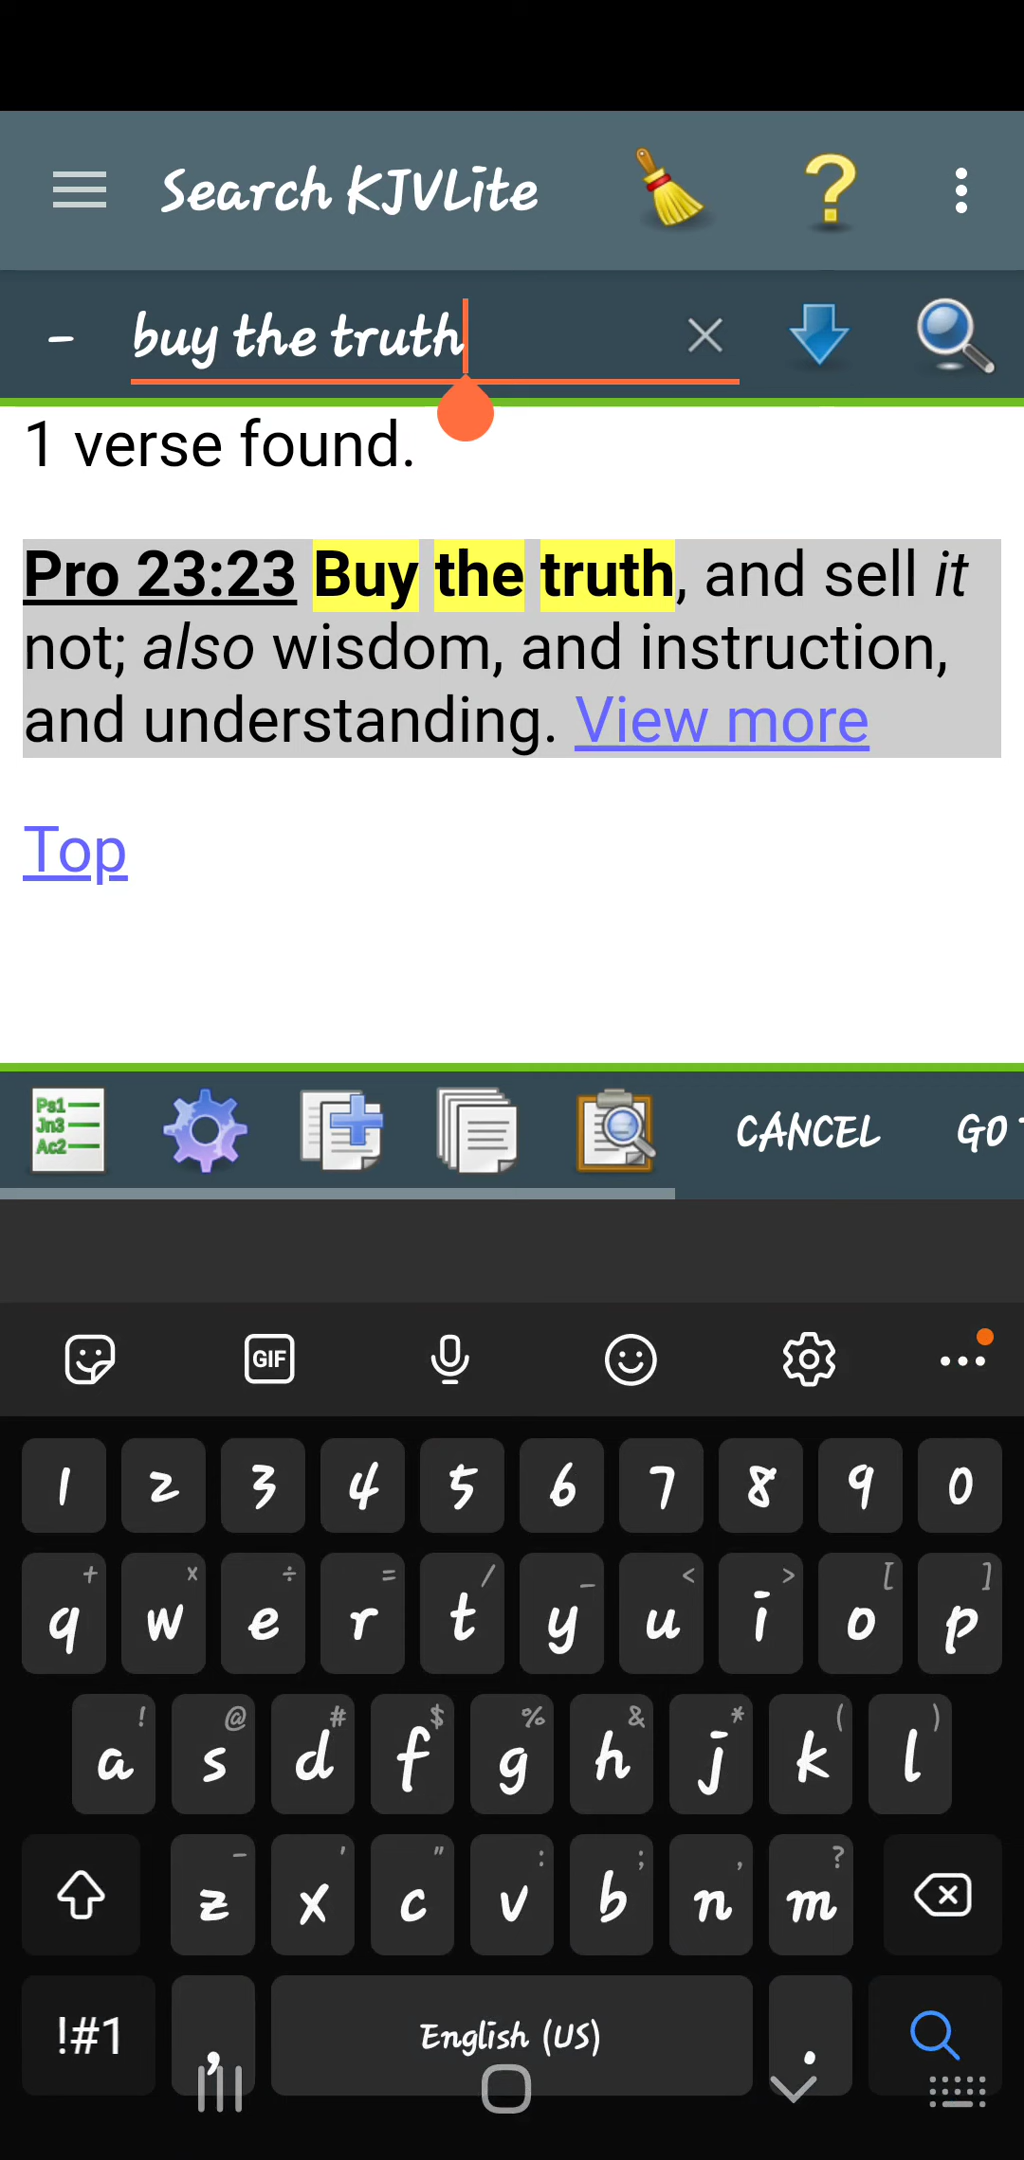 Search KJVLite
buy the truth
1 verse found.
Pro 23:23 Buy the truth, and sell it
not; also wisdom, and instruction,
and understanding. View more
Top
Ps1
Jn3
Ac2
CANCEL GO
GIF
1 2 3 4 5 6 7 8 9 0
+ × ÷ = / _ < > [ ]
q w e r t y u i o p
! @ # $ % & * ( )
a s d f g h j k l
- ' " : ; , ?
z x c v b n m
!#1 , English (US) .